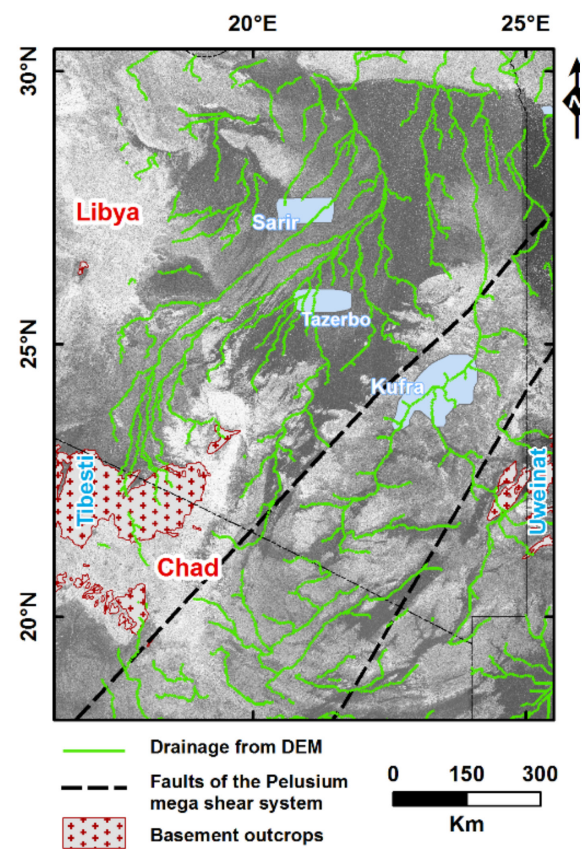 20°E 25°E
30°N
N
Libya
Sarir
Tazerbo
25°N
Kufra
Tibesti
Uweinat
Chad
20°N
Drainage from DEM
Faults of the Pelusium
mega shear system
0 150 300
Km
Basement outcrops